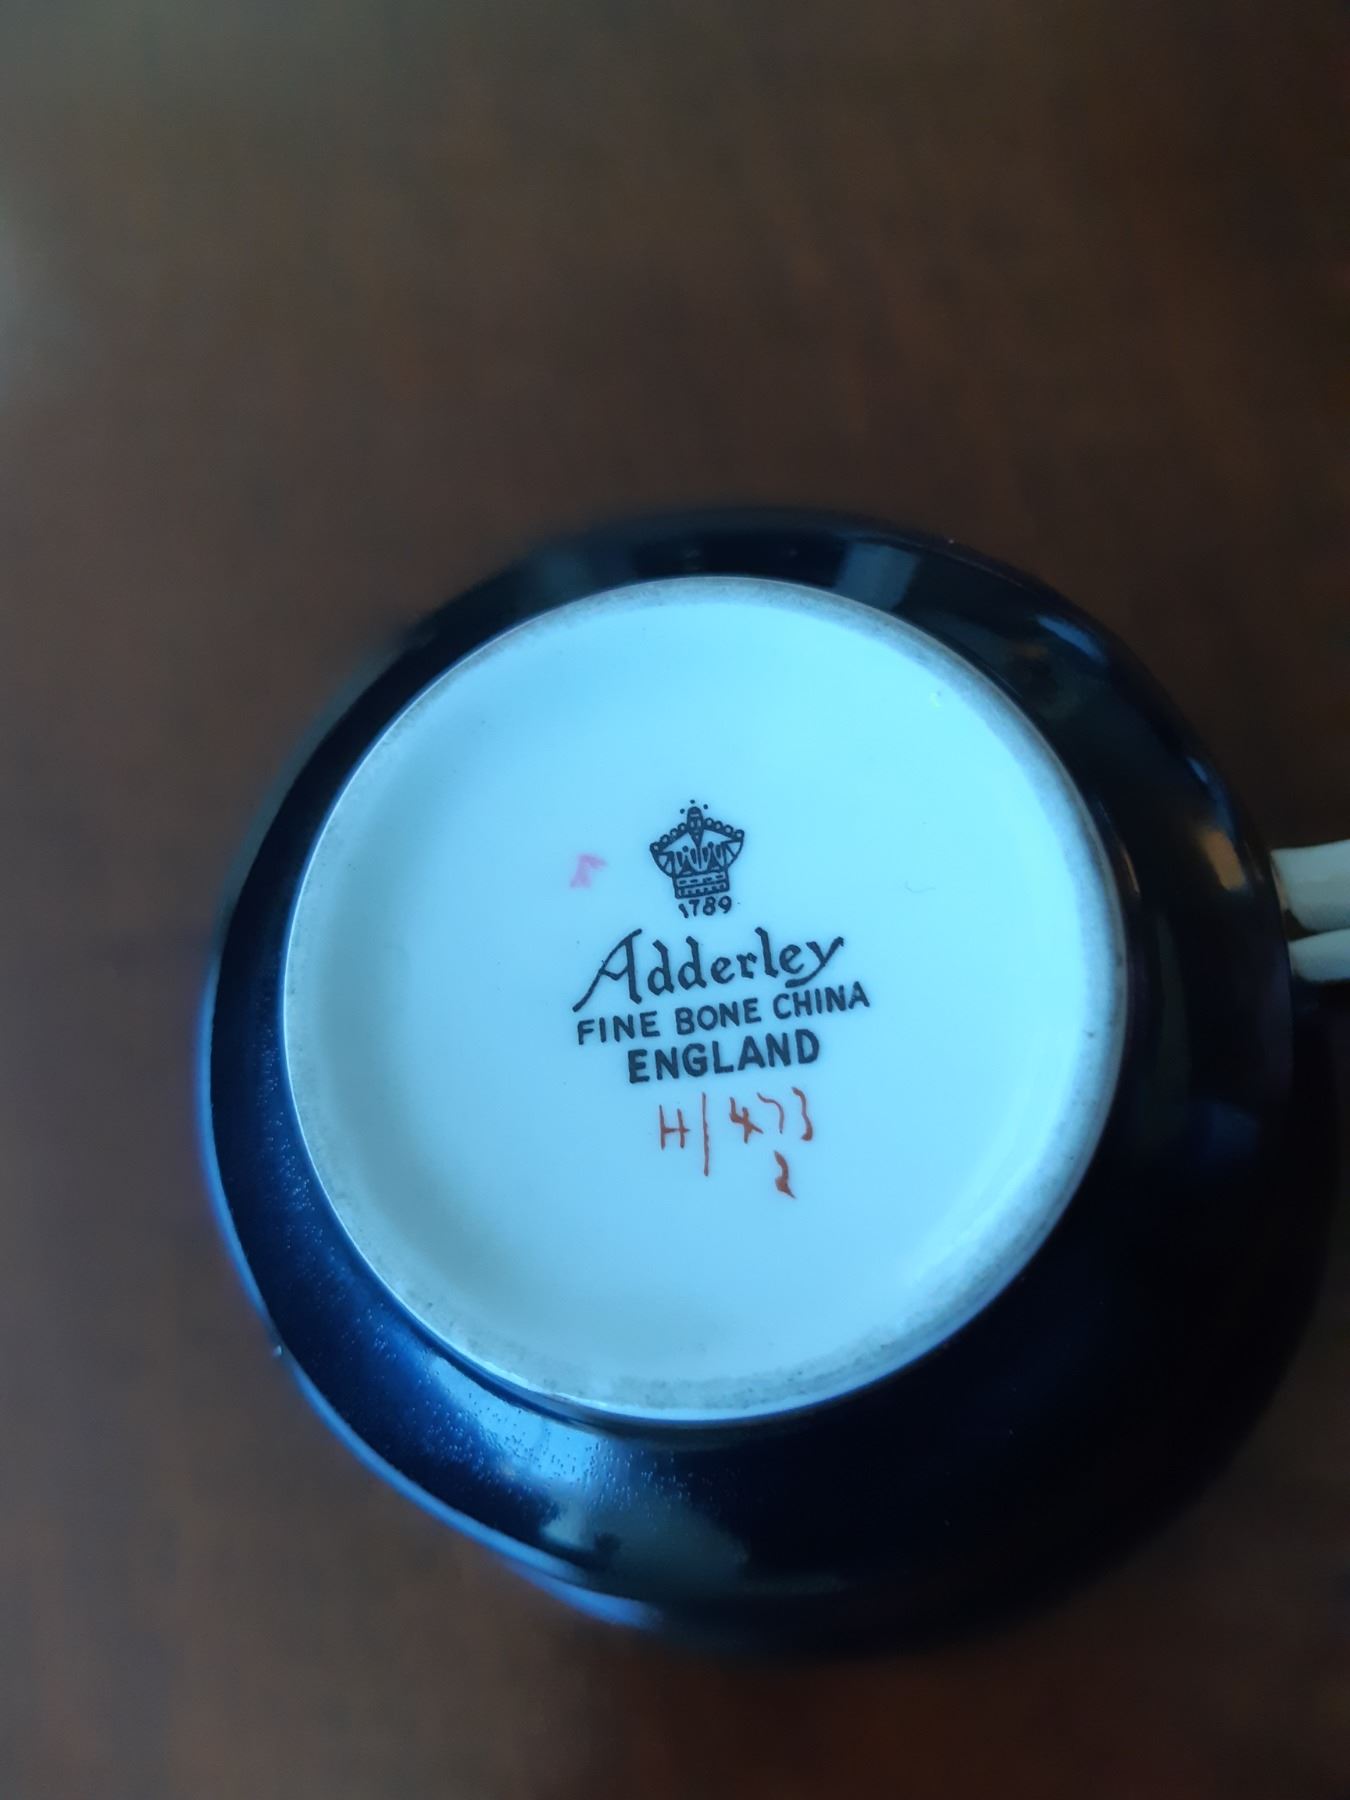 1789
Adderley
FINE BONE CHINA
ENGLAND
H/473
2